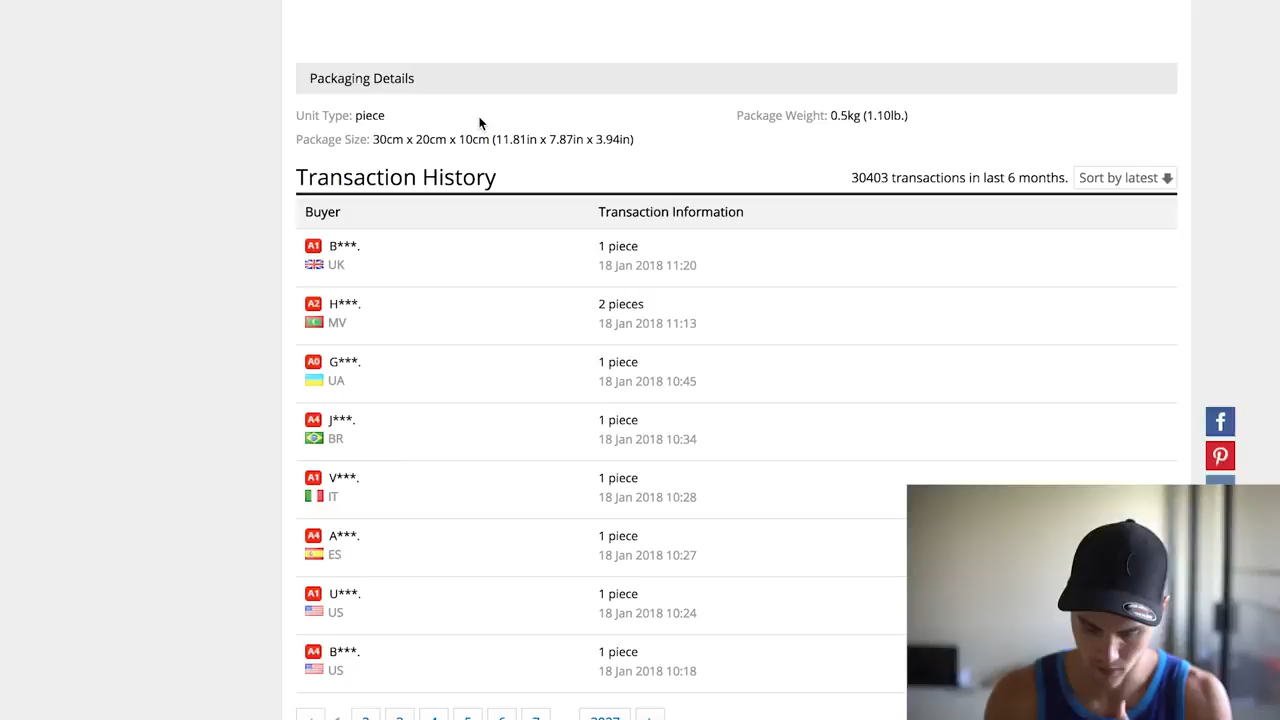 Packaging Details
Unit Type: piece
Package Weight: 0.5kg (1.10lb.)
Package Size: 30cm x 20cm x 10cm (11.81in x 7.87in x 3.94in)
Transaction History
30403 transactions in last 6 months.
Sort by latest
Buyer
Transaction Information
A1 B***.
1 piece
UK
18 Jan 2018 11:20
A2 H***.
2 pieces
MV
18 Jan 2018 11:13
A0 G***.
1 piece
UA
18 Jan 2018 10:45
A4 J***.
1 piece
BR
18 Jan 2018 10:34
A1 V***.
1 piece
IT
18 Jan 2018 10:28
A4 A***.
1 piece
ES
18 Jan 2018 10:27
A1 U***.
1 piece
US
18 Jan 2018 10:24
A4 B***.
1 piece
US
18 Jan 2018 10:18